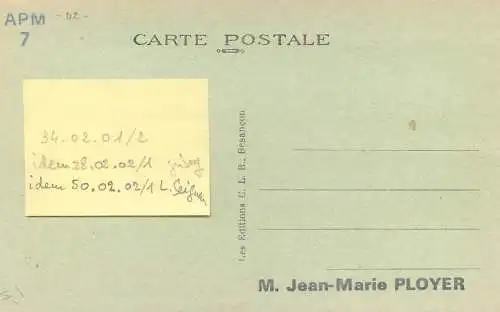 APM - 02 -
7
CARTE POSTALE
34.02.01/2
idem 28.02.02/1
idem 50.02.02/1 L.
Les Editions C. L. B., Besançon
M. Jean-Marie PLOYER